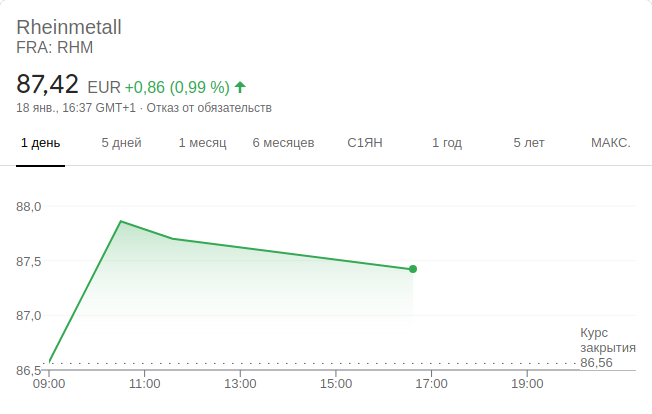 Rheinmetall
FRA: RHM
87,42 EUR +0,86 (0,99 %)
18 янв., 16:37 GMT+1 · Отказ от обязательств
1 день 5 дней 1 месяц 6 месяцев С1ЯН 1 год 5 лет МАКС.
88,0
87,5
87,0
Курс
закрытия
86,56
86,5
09:00 11:00 13:00 15:00 17:00 19:00